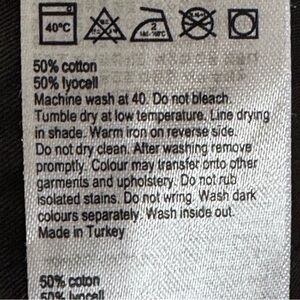 40°C
50% cotton
50% lyocell
Machine wash at 40. Do not bleach.
Tumble dry at low temperature. Line drying
in shade. Warm iron on reverse side.
Do not dry clean. After washing remove
promptly. Colour may transfer onto other
garments and upholstery. Do not rub
isolated stains. Do not wring. Wash dark
colours separately. Wash inside out.
Made in Turkey
50% cotton
50% lyocell